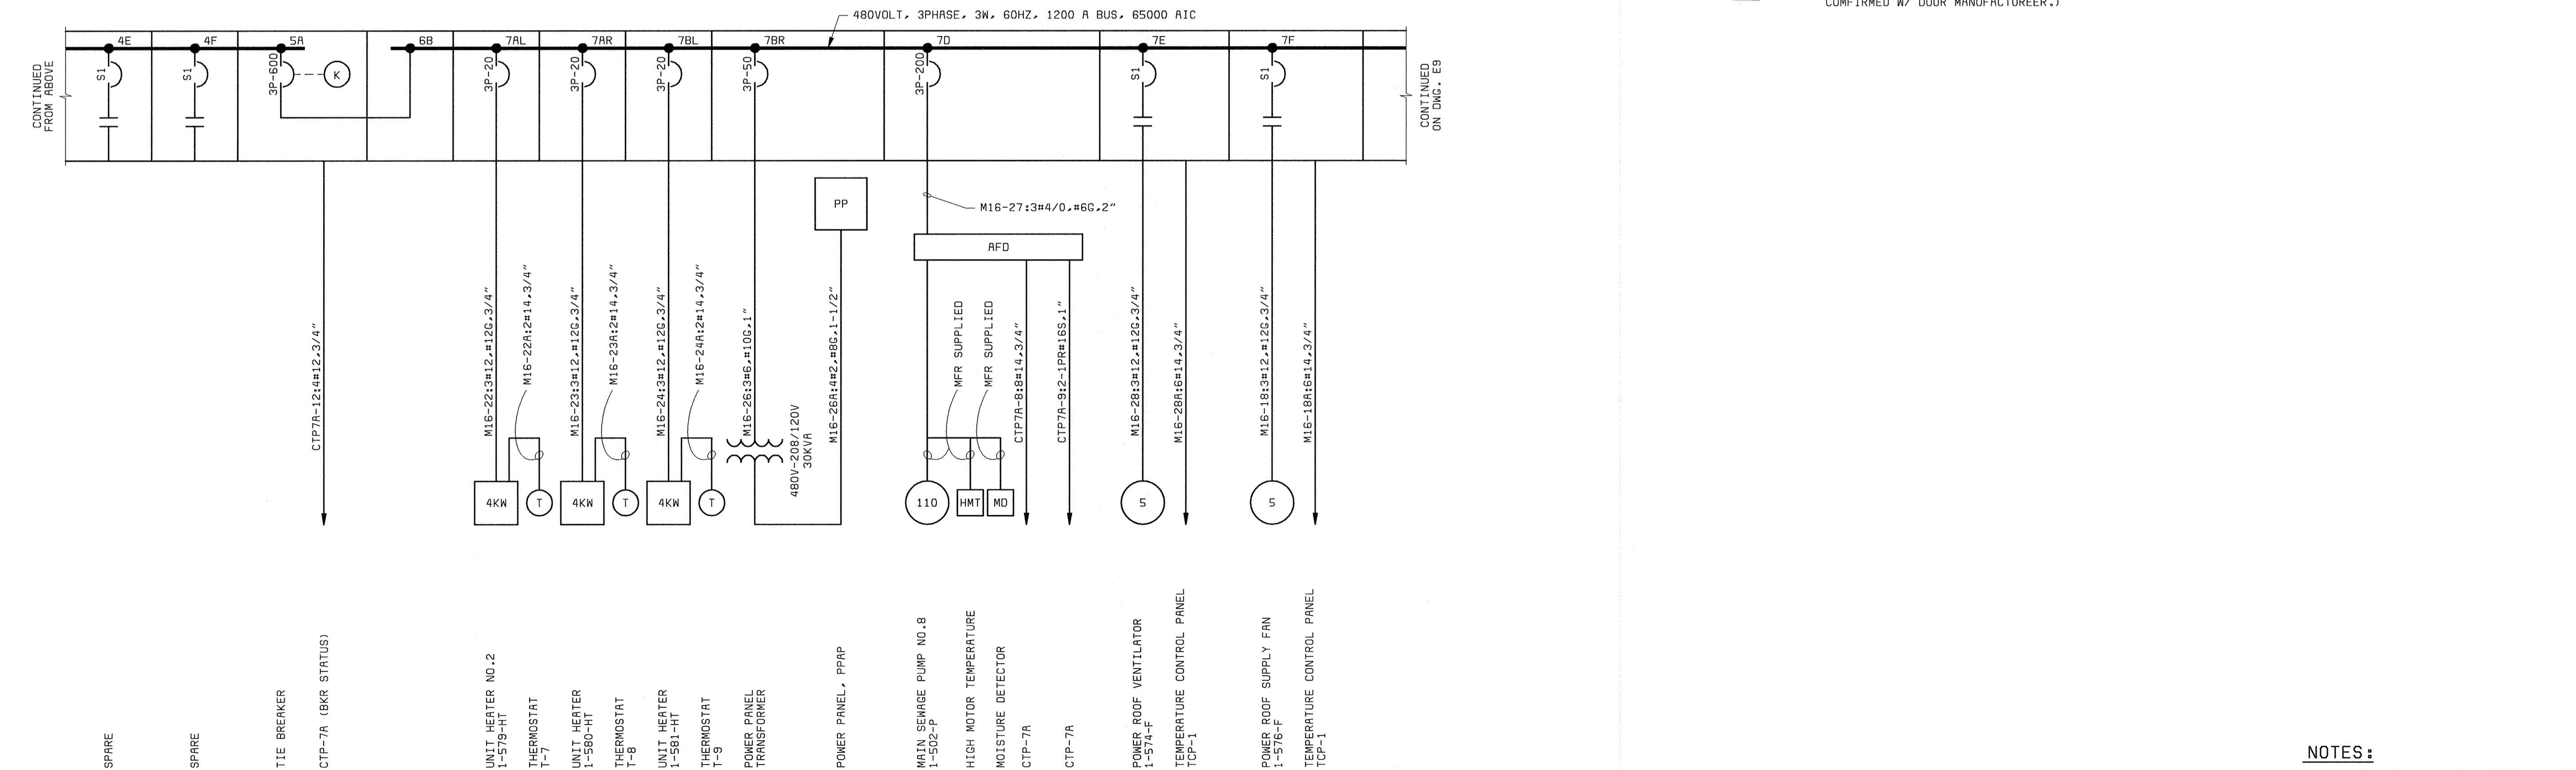 480VOLT, 3PHASE, 3W, 60HZ, 1200 A BUS, 65000 AIC
COMFIRMED W/ DOOR MANUFACTUREER.)
4E
4F
5A
6B
7AL
7AR
7BL
7BR
7D
7E
7F
CONTINUED
FROM ABOVE
S1
S1
3P-600
K
3P-20
3P-20
3P-20
3P-50
3P-200
S1
S1
CONTINUED
ON DWG. E9
PP
M16-27:3#4/0,#6G,2"
AFD
CTP7A-12:4#12,3/4"
M16-22:3#12,#12G,3/4"
M16-22A:2#14,3/4"
M16-23:3#12,#12G,3/4"
M16-23A:2#14,3/4"
M16-24:3#12,#12G,3/4"
M16-24A:2#14,3/4"
M16-26:3#6,#10G,1"
480V-208/120V
30KVA
M16-26A:4#2,#8G,1-1/2"
MFR SUPPLIED
MFR SUPPLIED
CTP7A-8:8#14,3/4"
CTP7A-9:2-1PR#16S,1"
M16-28:3#12,#12G,3/4"
M16-28A:6#14,3/4"
M16-18:3#12,#12G,3/4"
M16-18A:6#14,3/4"
4KW
T
4KW
T
4KW
T
110
HMT
MD
5
5
SPARE
SPARE
TIE BREAKER
CTP-7A (BKR STATUS)
UNIT HEATER NO.2
1-579-HT
THERMOSTAT
T-7
UNIT HEATER
1-580-HT
THERMOSTAT
T-8
UNIT HEATER
1-581-HT
THERMOSTAT
T-9
POWER PANEL
TRANSFORMER
POWER PANEL, PPAP
MAIN SEWAGE PUMP NO.8
1-502-P
HIGH MOTOR TEMPERATURE
MOISTURE DETECTOR
CTP-7A
CTP-7A
POWER ROOF VENTILATOR
1-574-F
TEMPERATURE CONTROL PANEL
TCP-1
POWER ROOF SUPPLY FAN
1-576-F
TEMPERATURE CONTROL PANEL
TCP-1
NOTES: